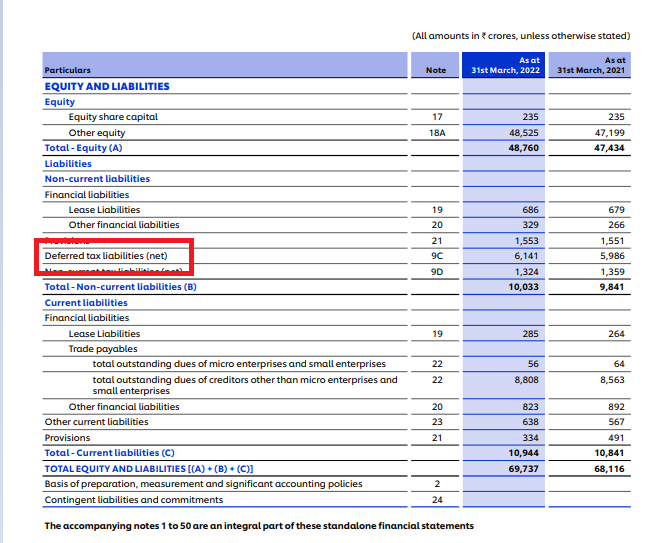 (All amounts in ₹ crores, unless otherwise stated)
Particulars Note As at 31st March, 2022 As at 31st March, 2021
EQUITY AND LIABILITIES
Equity
Equity share capital 17 235 235
Other equity 18A 48,525 47,199
Total - Equity (A) 48,760 47,434
Liabilities
Non-current liabilities
Financial liabilities
Lease Liabilities 19 686 679
Other financial liabilities 20 329 266
Provisions 21 1,553 1,551
Deferred tax liabilities (net) 9C 6,141 5,986
Non-current tax liabilities (net) 9D 1,324 1,359
Total - Non-current liabilities (B) 10,033 9,841
Current liabilities
Financial liabilities
Lease Liabilities 19 285 264
Trade payables
total outstanding dues of micro enterprises and small enterprises 22 56 64
total outstanding dues of creditors other than micro enterprises and 22 8,808 8,563
small enterprises
Other financial liabilities 20 823 892
Other current liabilities 23 638 567
Provisions 21 334 491
Total - Current liabilities (C) 10,944 10,841
TOTAL EQUITY AND LIABILITIES [(A) + (B) + (C)] 69,737 68,116
Basis of preparation, measurement and significant accounting policies 2
Contingent liabilities and commitments 24
The accompanying notes 1 to 50 are an integral part of these standalone financial statements